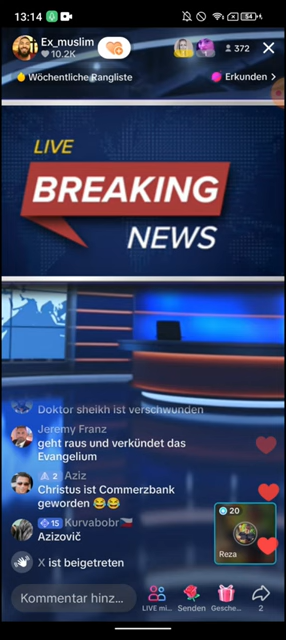 13:14
54
Ex_muslim
10.2K
372
Wöchentliche Rangliste
Erkunden >
LIVE
BREAKING
NEWS
Doktor sheikh ist verschwunden
Jeremy Franz
geht raus und verkündet das
Evangelium
2 Aziz
Christus ist Commerzbank
geworden 😂😂
15 Kurvabobr🇨🇿
Azizovič
X ist beigetreten
20
Reza
Kommentar hinz...
LIVE mi...
Senden
Gesche...
2